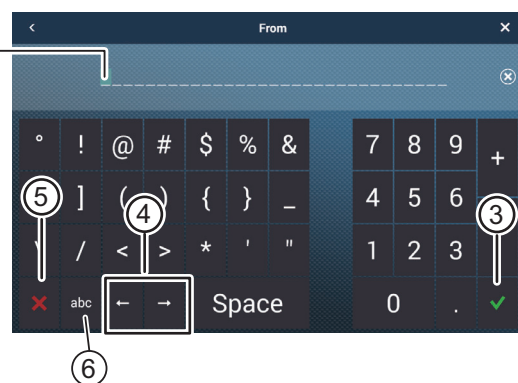 < From ×
° ! @ # $ % & 7 8 9 +
] ( ) { } _ 4 5 6
/ < > * ' " 1 2 3
× abc ← → Space 0 . ✓
5
4
3
6